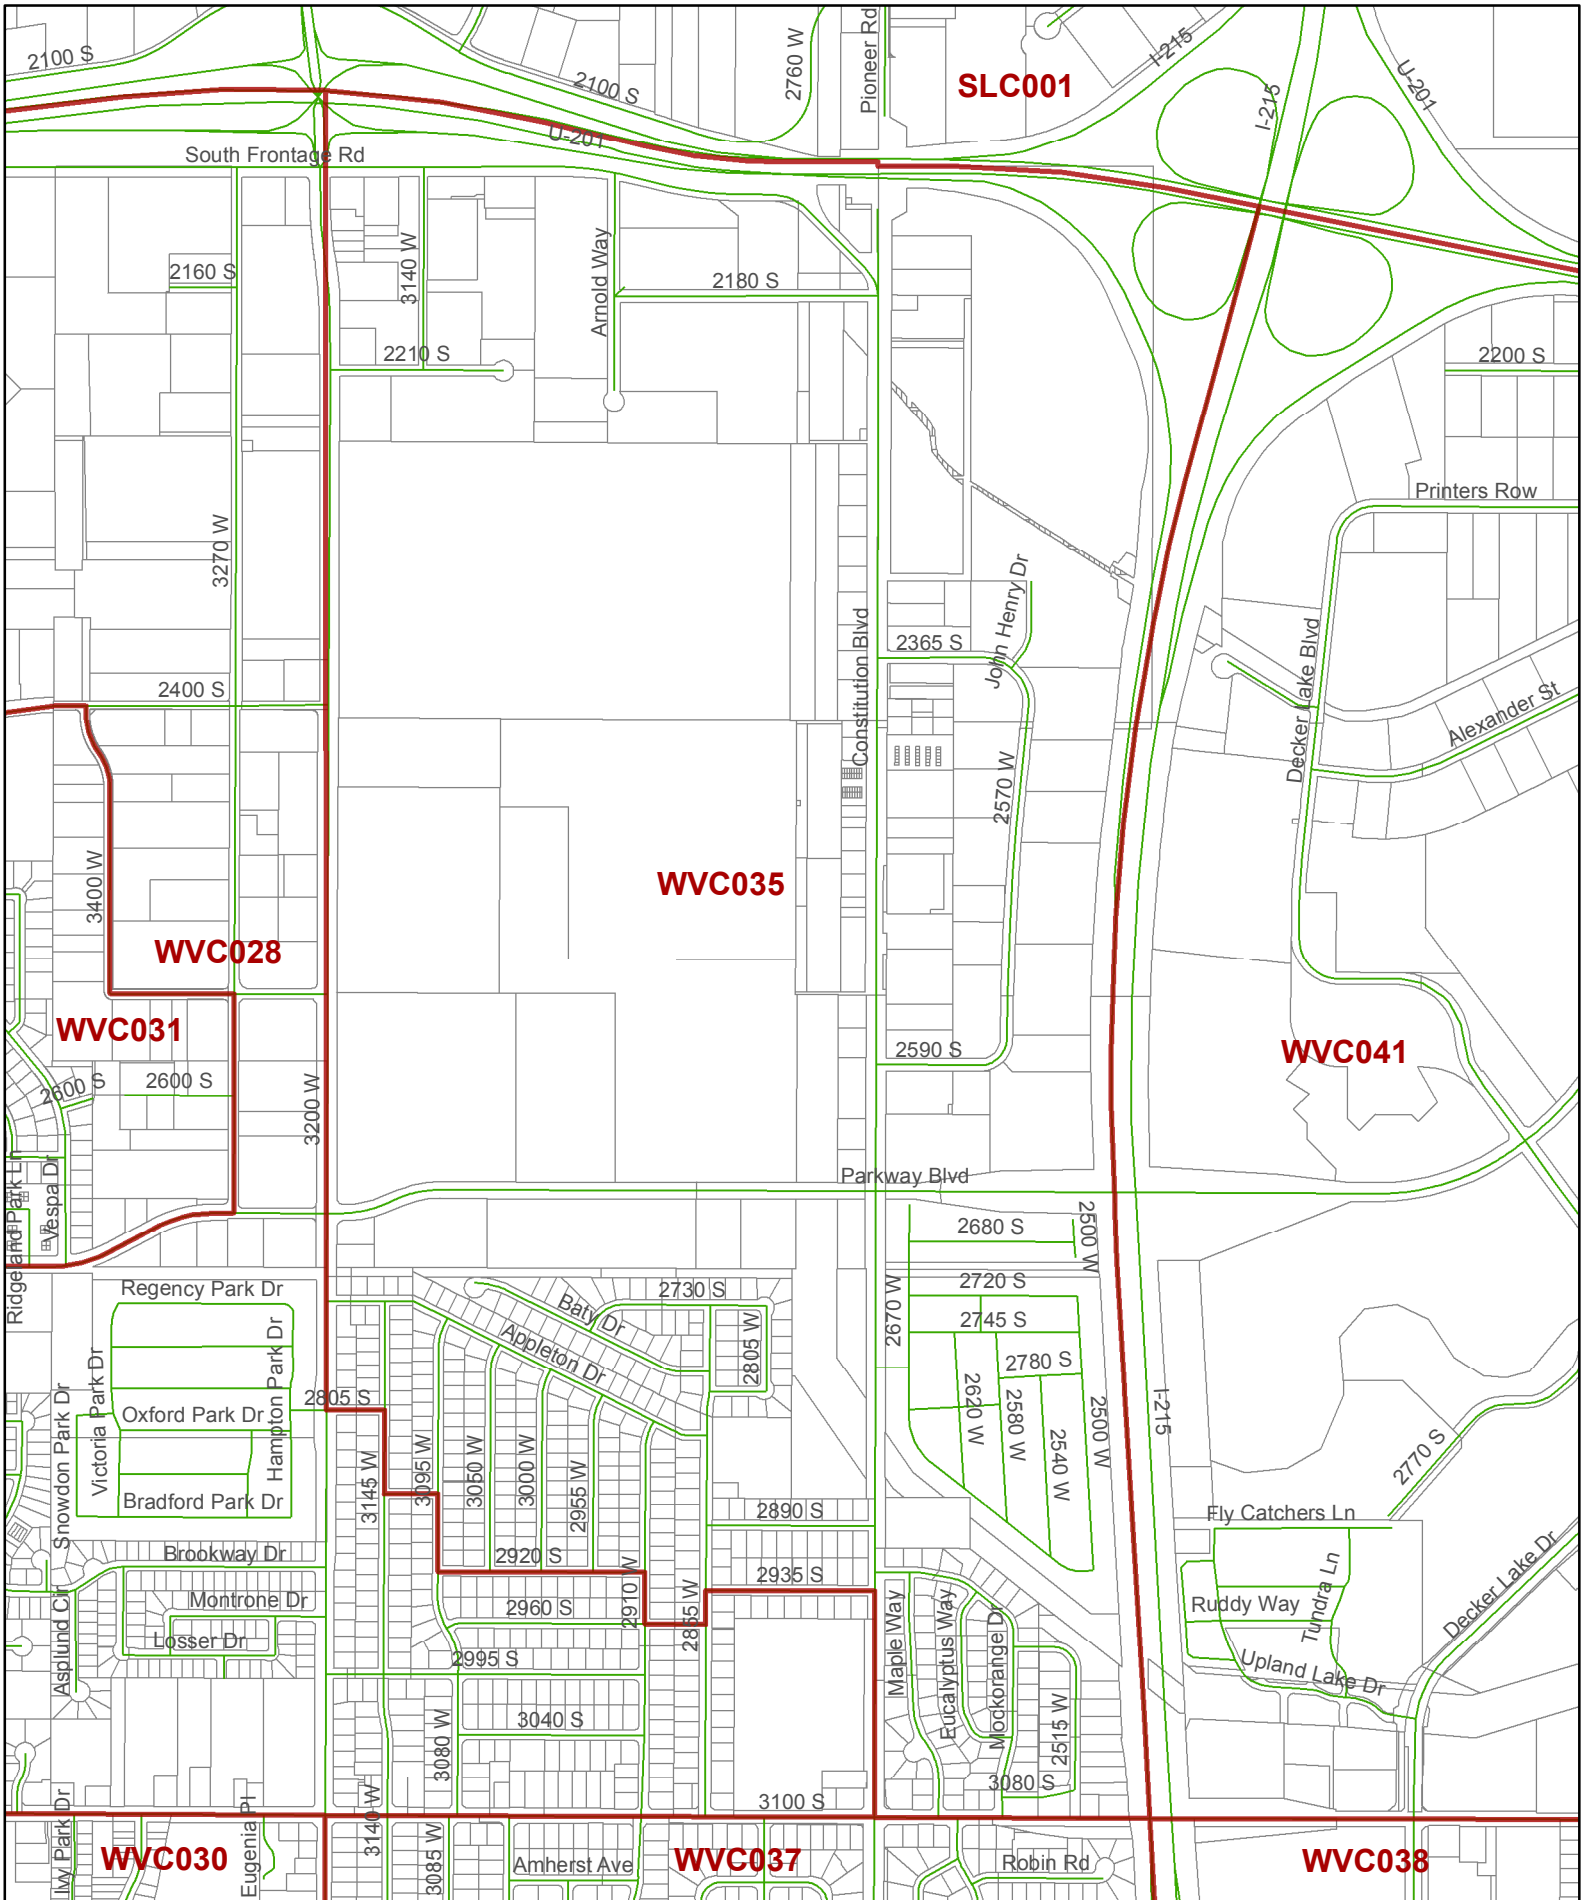 2100 S
2100 S
2760 W
Pioneer Rd
SLC001
I-215
I-215
U-201
U-201
South Frontage Rd
2160 S
3140 W
Arnold Way
2180 S
2210 S
2200 S
Printers Row
3270 W
John Henry Dr
Constitution Blvd
2365 S
Decker Lake Blvd
2400 S
Alexander St
2570 W
3400 W
WVC035
WVC028
WVC031
2590 S
WVC041
2600 S
2600 S
3200 W
Ridgeland Park Ln
Vespa Dr
Parkway Blvd
2680 S
2500 W
Regency Park Dr
2730 S
2720 S
Baty Dr
2670 W
2745 S
Appleton Dr
2805 W
Hampton Park Dr
Victoria Park Dr
Snowdon Park Dr
2780 S
2805 S
Oxford Park Dr
2620 W
2580 W
2500 W
2540 W
I-215
3145 W
3095 W
3050 W
3000 W
2955 W
2770 S
Bradford Park Dr
2890 S
Fly Catchers Ln
Brookway Dr
2920 S
2935 S
2910 W
2855 W
Montrone Dr
2960 S
Losser Dr
Asplund Cir
2995 S
Maple Way
Eucalyptus Way
Mockorange Dr
2515 W
Ruddy Way
Tundra Ln
Upland Lake Dr
Decker Lake Dr
3040 S
3080 W
3080 S
3100 S
Ivy Park Dr
WVC030
Eugenia Pl
3140 W
3085 W
Amherst Ave
WVC037
Robin Rd
WVC038